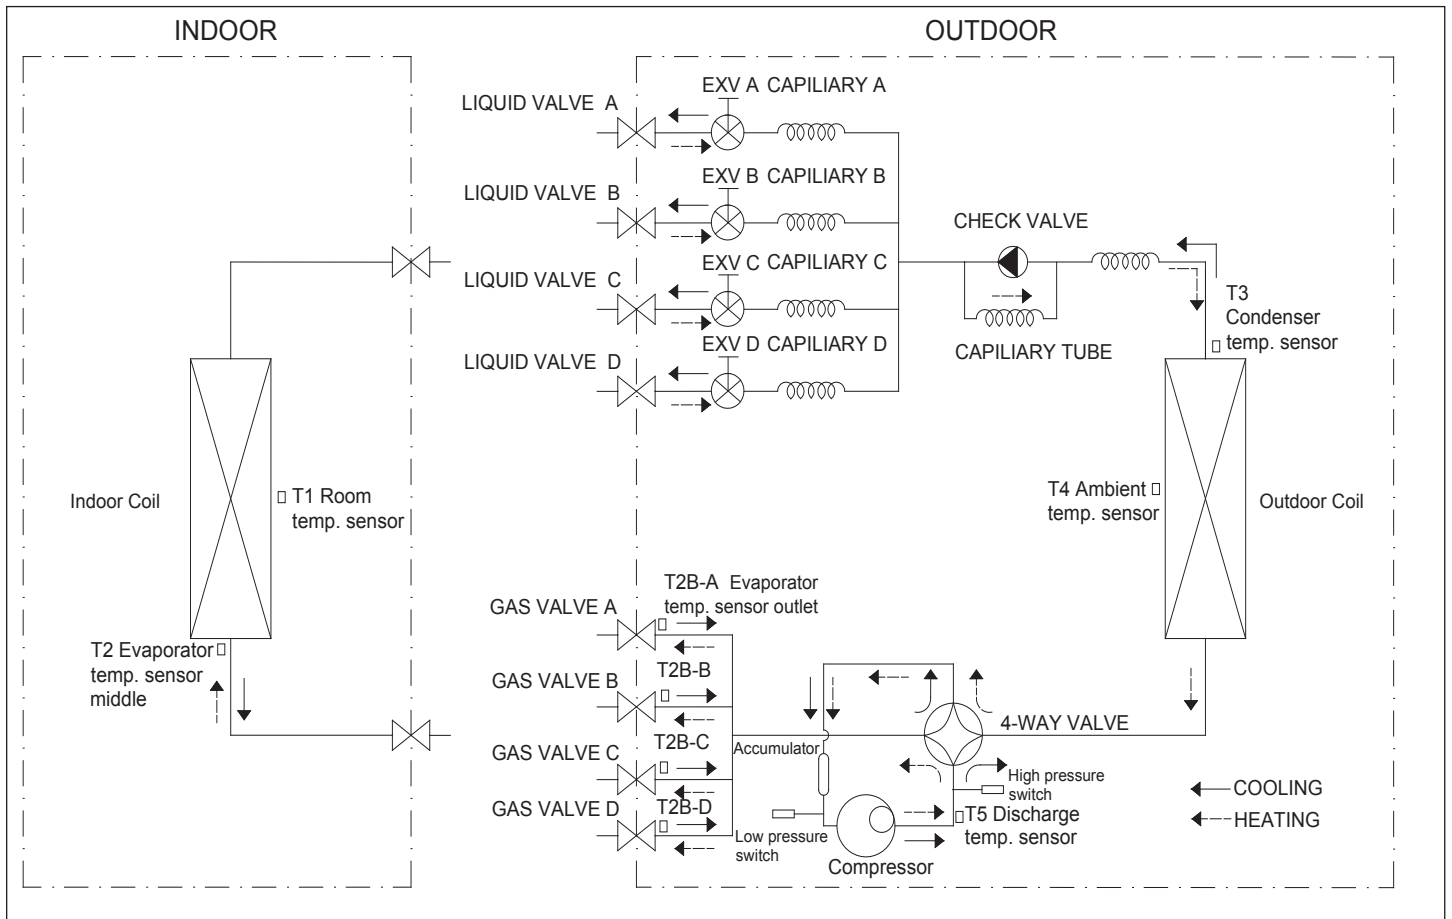 INDOOR
OUTDOOR
LIQUID VALVE A
EXV A CAPILIARY A
LIQUID VALVE B
EXV B CAPILIARY B
LIQUID VALVE C
EXV C CAPILIARY C
LIQUID VALVE D
EXV D CAPILIARY D
CHECK VALVE
CAPILIARY TUBE
T3
Condenser
temp. sensor
Indoor Coil
T1 Room
temp. sensor
T4 Ambient
temp. sensor
Outdoor Coil
T2 Evaporator
temp. sensor
middle
GAS VALVE A
T2B-A Evaporator
temp. sensor outlet
GAS VALVE B
T2B-B
GAS VALVE C
T2B-C
GAS VALVE D
T2B-D
Accumulator
4-WAY VALVE
High pressure
switch
Low pressure
switch
T5 Discharge
temp. sensor
Compressor
COOLING
HEATING